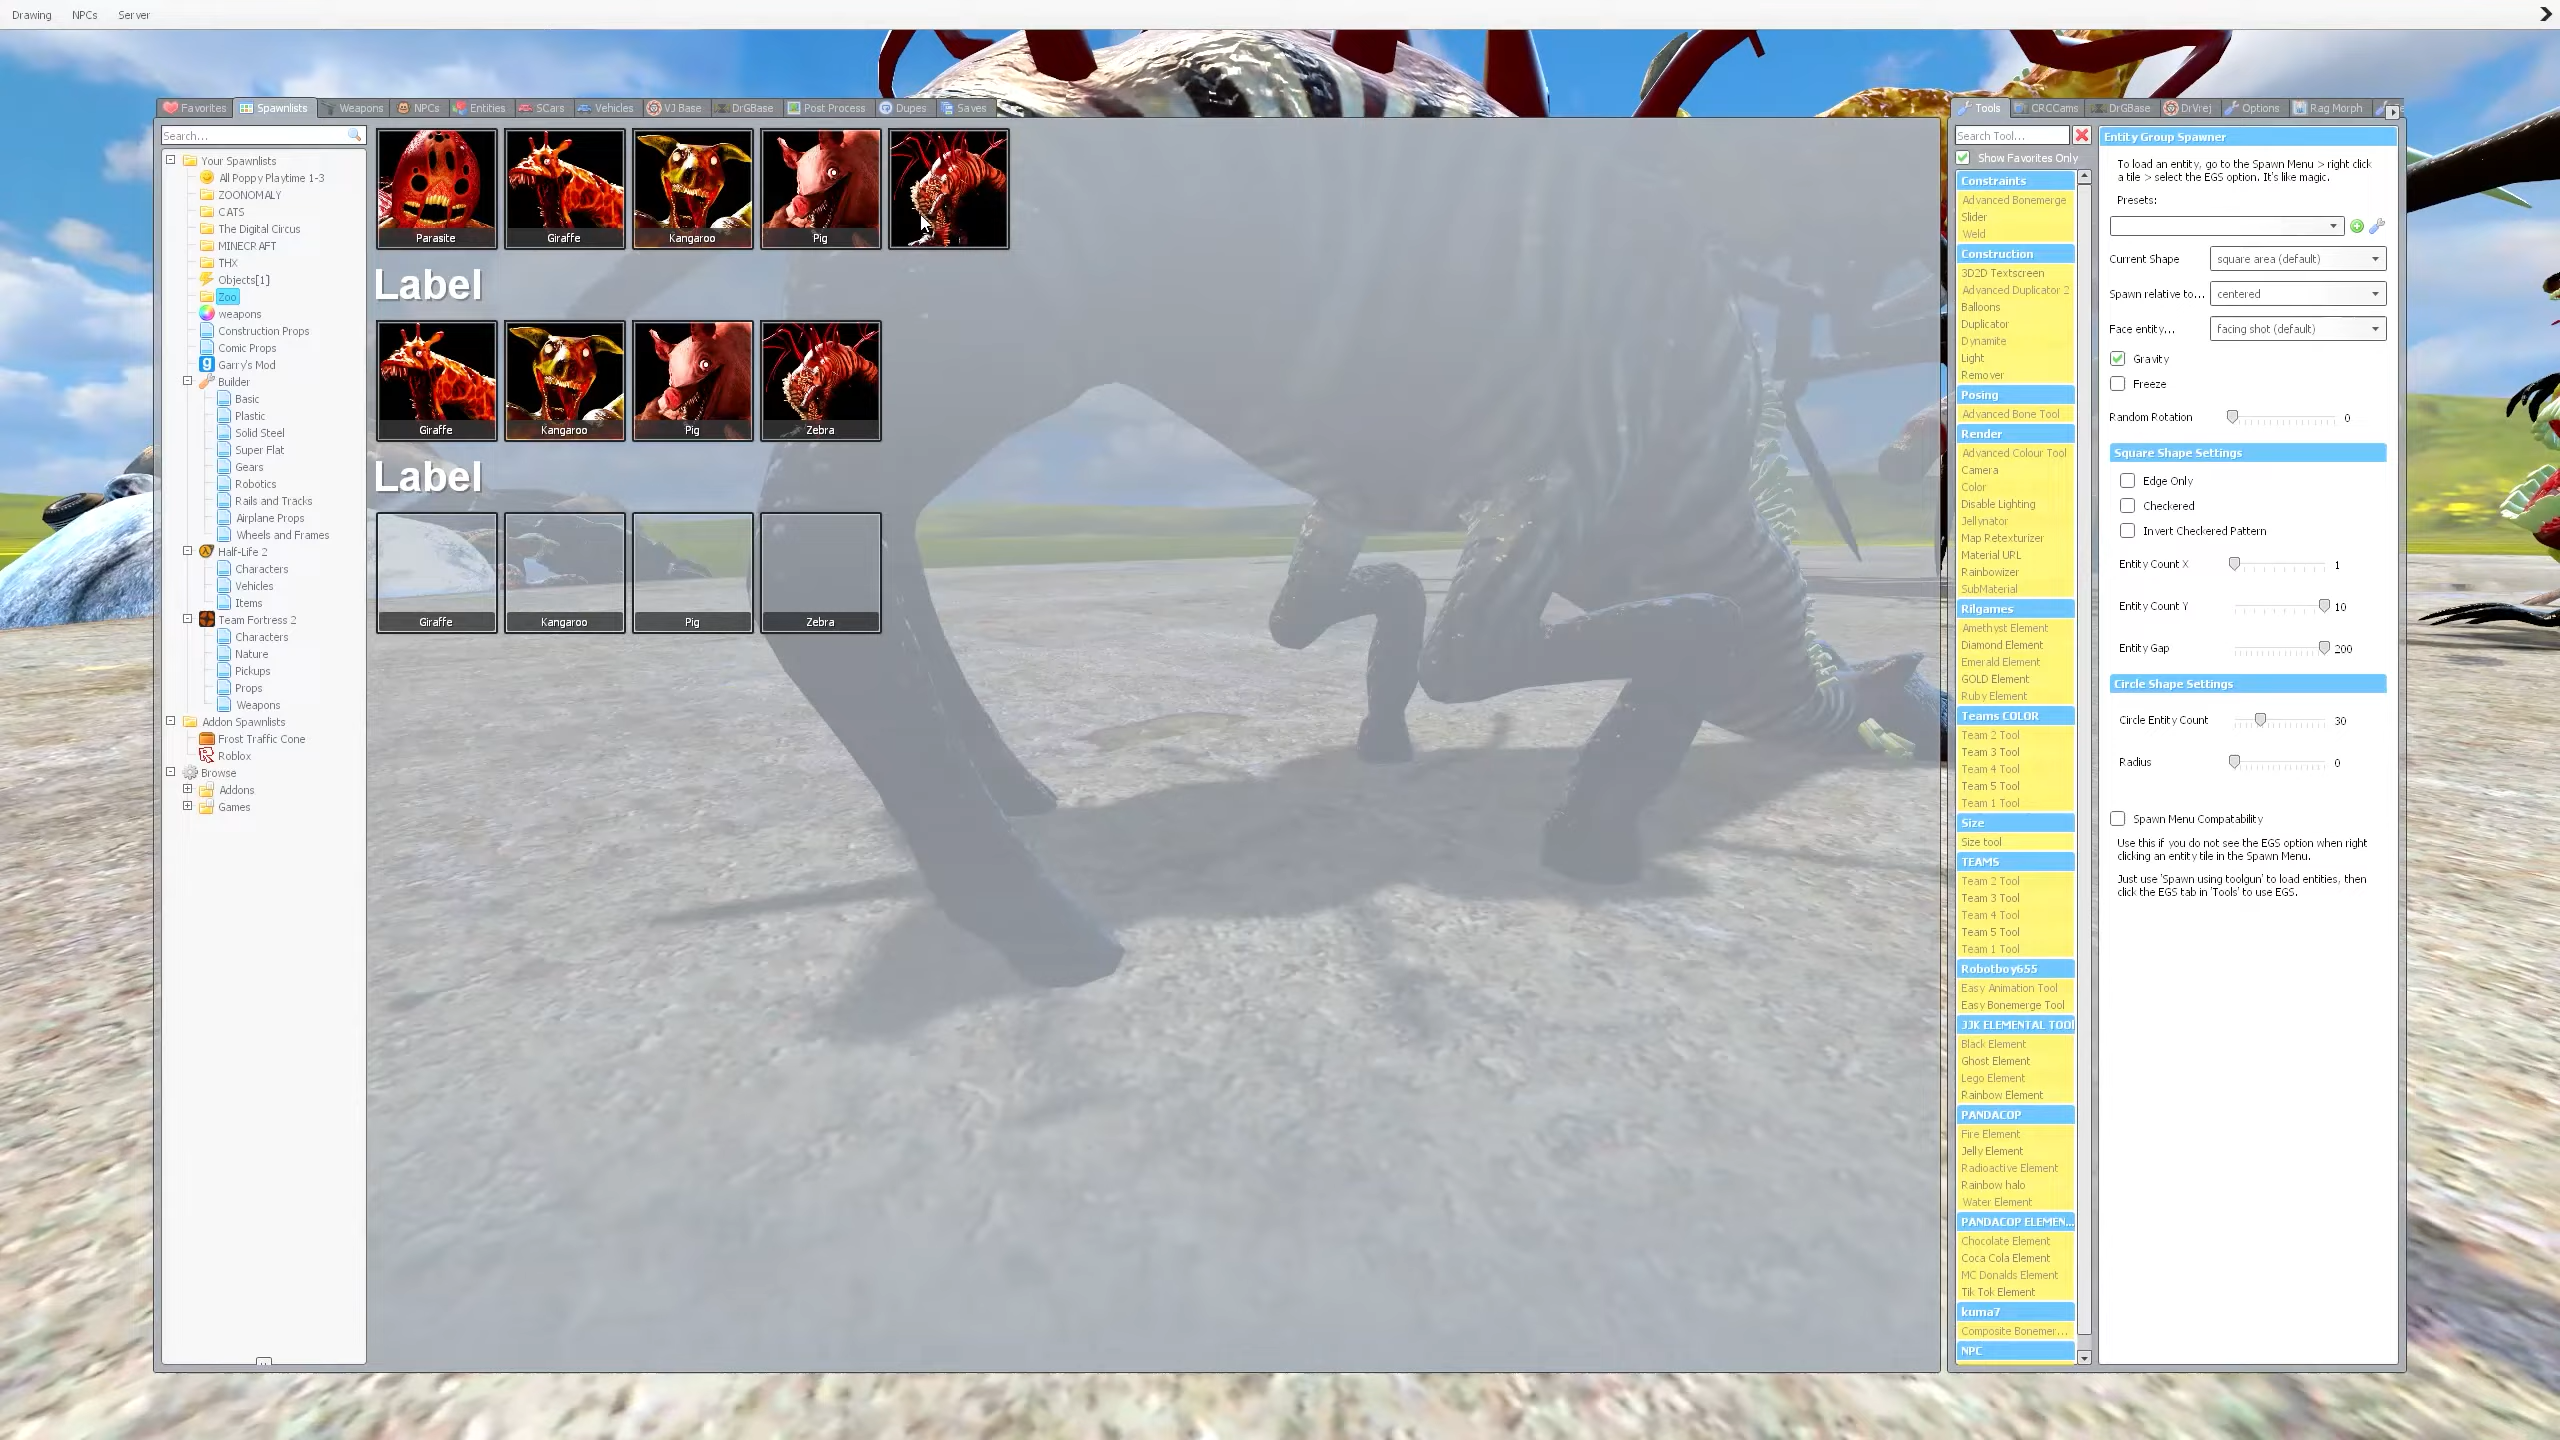 Drawing NPCs Server
Favorites Spawnlists Weapons NPCs Entities SCars Vehicles VJ Base DrGBase Post Process Dupes Saves
Search...
Your Spawnlists
All Poppy Playtime 1-3
ZOONOMALY
CATS
The Digital Circus
MINECRAFT
THX
Objects[1]
Zoo
weapons
Construction Props
Comic Props
Garry's Mod
Builder
Basic
Plastic
Solid Steel
Super Flat
Gears
Robotics
Rails and Tracks
Airplane Props
Wheels and Frames
Half-Life 2
Characters
Vehicles
Items
Team Fortress 2
Characters
Nature
Pickups
Props
Weapons
Addon Spawnlists
Frost Traffic Cone
Roblox
Browse
Addons
Games
Parasite Giraffe Kangaroo Pig
Label
Giraffe Kangaroo Pig Zebra
Label
Giraffe Kangaroo Pig Zebra
Tools CRCCams DrGBase DrVrej Options Rag Morph
Search Tool...
Show Favorites Only
Constraints
Advanced Bonemerge
Slider
Weld
Construction
3D2D Textscreen
Advanced Duplicator 2
Balloons
Duplicator
Dynamite
Light
Remover
Posing
Advanced Bone Tool
Render
Advanced Colour Tool
Camera
Color
Disable Lighting
Jellynator
Map Retexturizer
Material URL
Rainbowizer
SubMaterial
Rilgames
Amethyst Element
Diamond Element
Emerald Element
GOLD Element
Ruby Element
Teams COLOR
Team 2 Tool
Team 3 Tool
Team 4 Tool
Team 5 Tool
Team 1 Tool
Size
Size tool
TEAMS
Team 2 Tool
Team 3 Tool
Team 4 Tool
Team 5 Tool
Team 1 Tool
Robotboy655
Easy Animation Tool
Easy Bonemerge Tool
JJK ELEMENTAL TOOl
Black Element
Ghost Element
Lego Element
Rainbow Element
PANDACOP
Fire Element
Jelly Element
Radioactive Element
Rainbow halo
Water Element
PANDACOP ELEMEN...
Chocolate Element
Coca Cola Element
MC Donalds Element
Tik Tok Element
kuma7
Composite Bonemer...
NPC
Entity Group Spawner
To load an entity, go to the Spawn Menu > right click
a tile > select the EGS option. It's like magic.
Presets:
Current Shape square area (default)
Spawn relative to... centered
Face entity... facing shot (default)
Gravity
Freeze
Random Rotation 0
Square Shape Settings
Edge Only
Checkered
Invert Checkered Pattern
Entity Count X 1
Entity Count Y 10
Entity Gap 200
Circle Shape Settings
Circle Entity Count 30
Radius 0
Spawn Menu Compatability
Use this if you do not see the EGS option when right
clicking an entity tile in the Spawn Menu.
Just use 'Spawn using toolgun' to load entities, then
click the EGS tab in 'Tools' to use EGS.